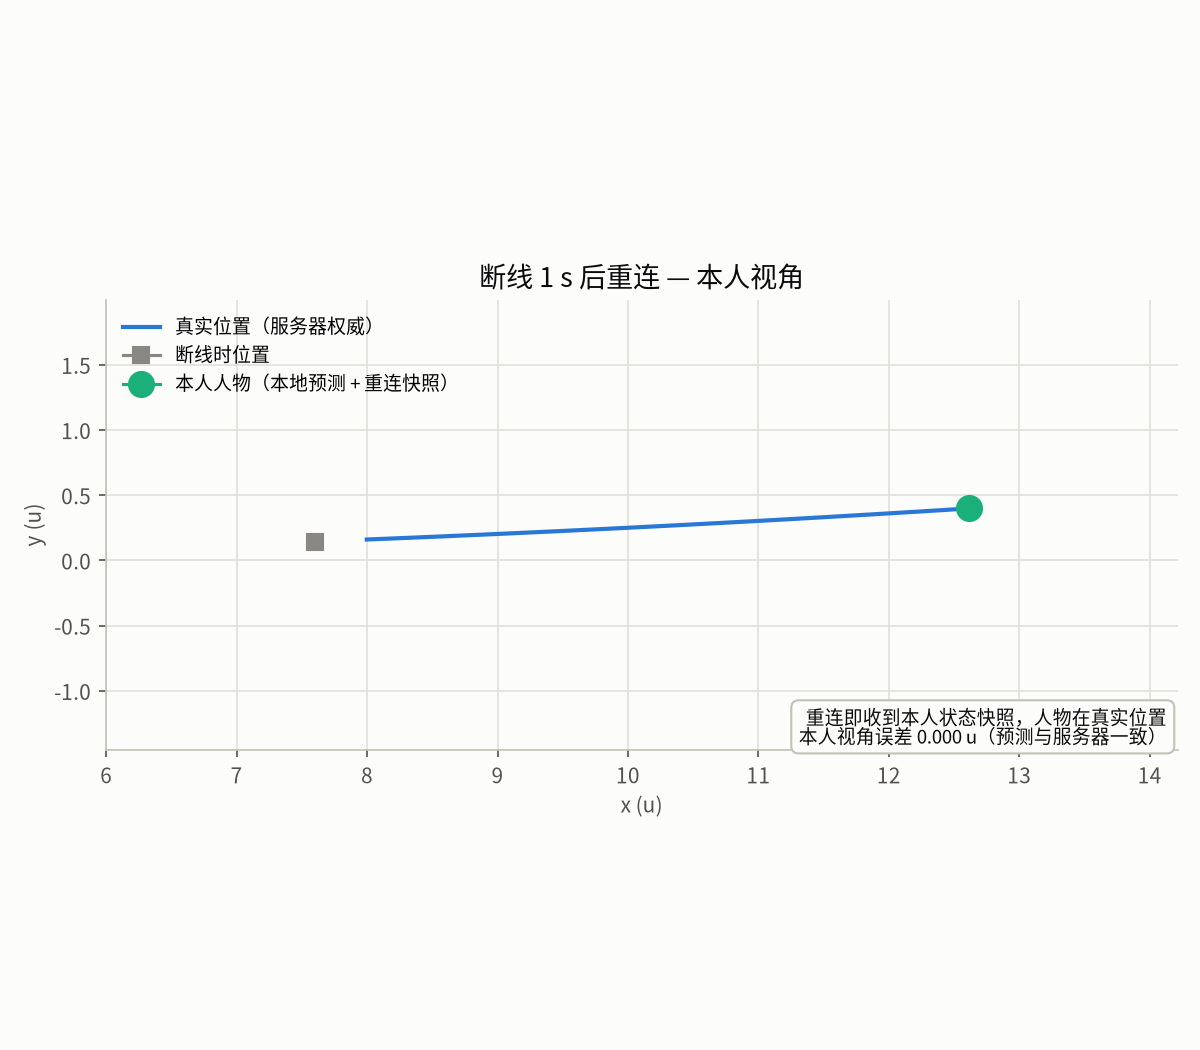 断线 1 s 后重连 — 本人视角
真实位置（服务器权威）
断线时位置
本人人物（本地预测 + 重连快照）
1.5
1.0
0.5
0.0
-0.5
-1.0
y (u)
重连即收到本人状态快照，人物在真实位置
本人视角误差 0.000 u（预测与服务器一致）
6 7 8 9 10 11 12 13 14
x (u)